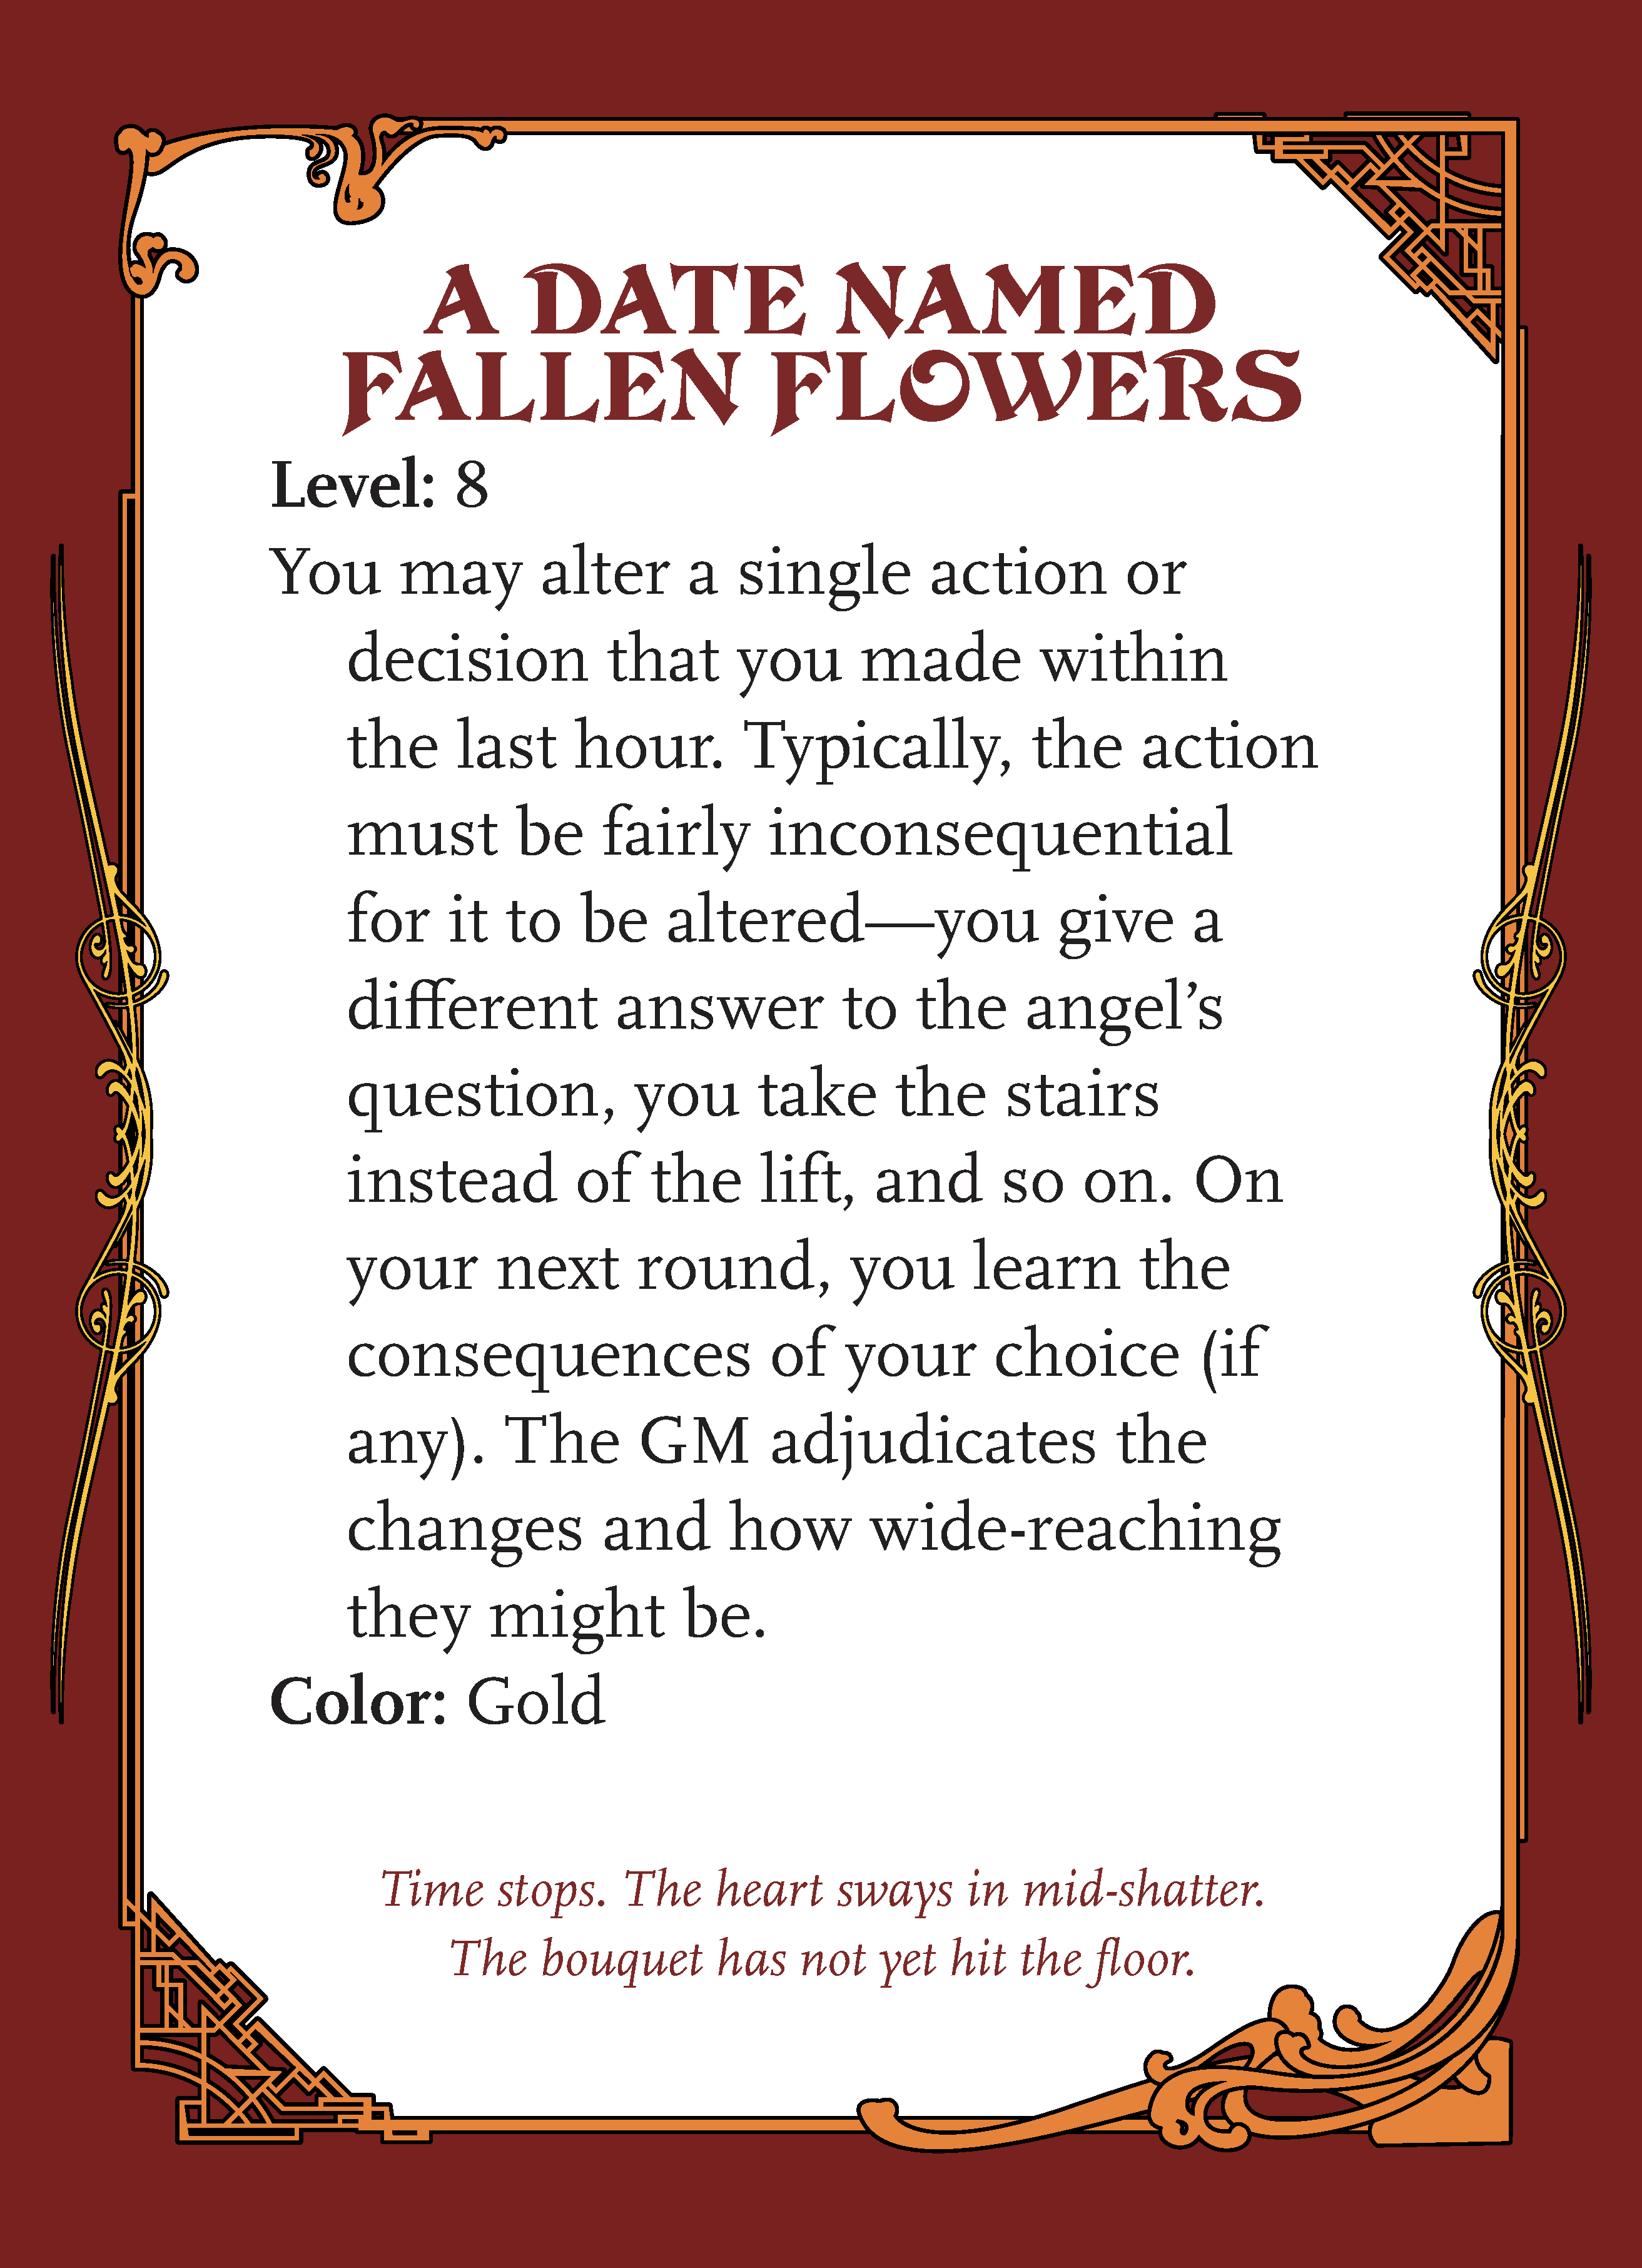 A DATE NAMED
FALLEN FLOWERS
Level: 8
You may alter a single action or
decision that you made within
the last hour. Typically, the action
must be fairly inconsequential
for it to be altered—you give a
different answer to the angel’s
question, you take the stairs
instead of the lift, and so on. On
your next round, you learn the
consequences of your choice (if
any). The GM adjudicates the
changes and how wide-reaching
they might be.
Color: Gold
Time stops. The heart sways in mid-shatter.
The bouquet has not yet hit the floor.